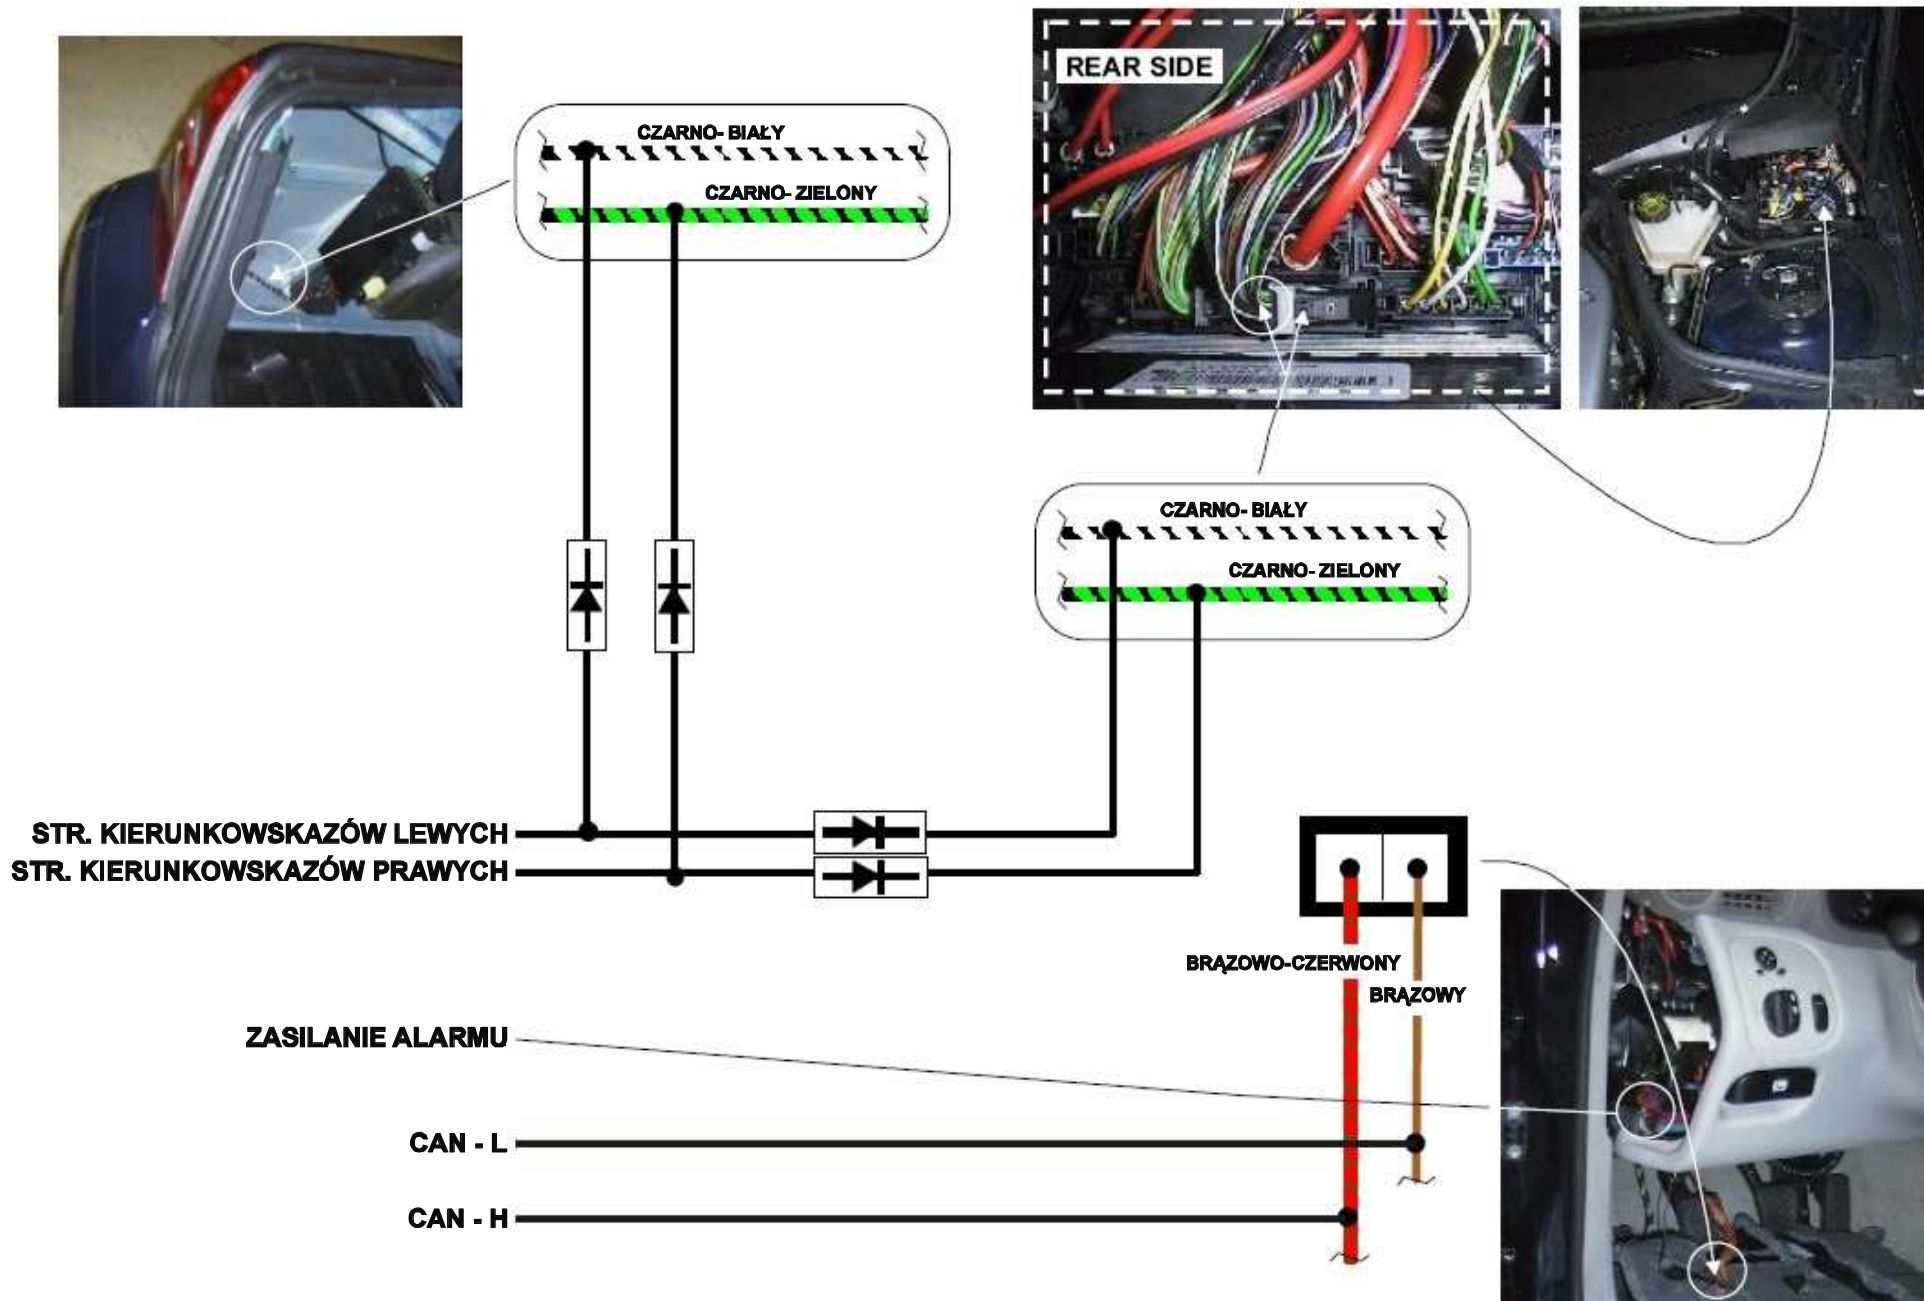 REAR SIDE
CZARNO- BIAŁY
CZARNO- ZIELONY
CZARNO- BIAŁY
CZARNO- ZIELONY
STR. KIERUNKOWSKAZÓW LEWYCH
STR. KIERUNKOWSKAZÓW PRAWYCH
BRĄZOWO-CZERWONY
BRĄZOWY
ZASILANIE ALARMU
CAN - L
CAN - H